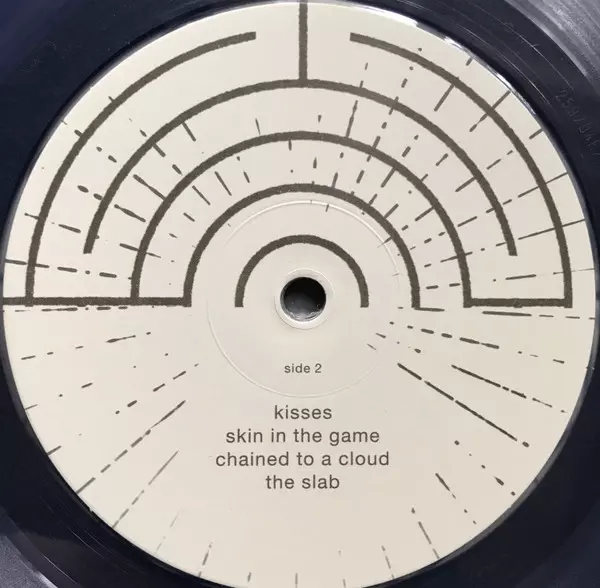 side 2
kisses
skin in the game
chained to a cloud
the slab